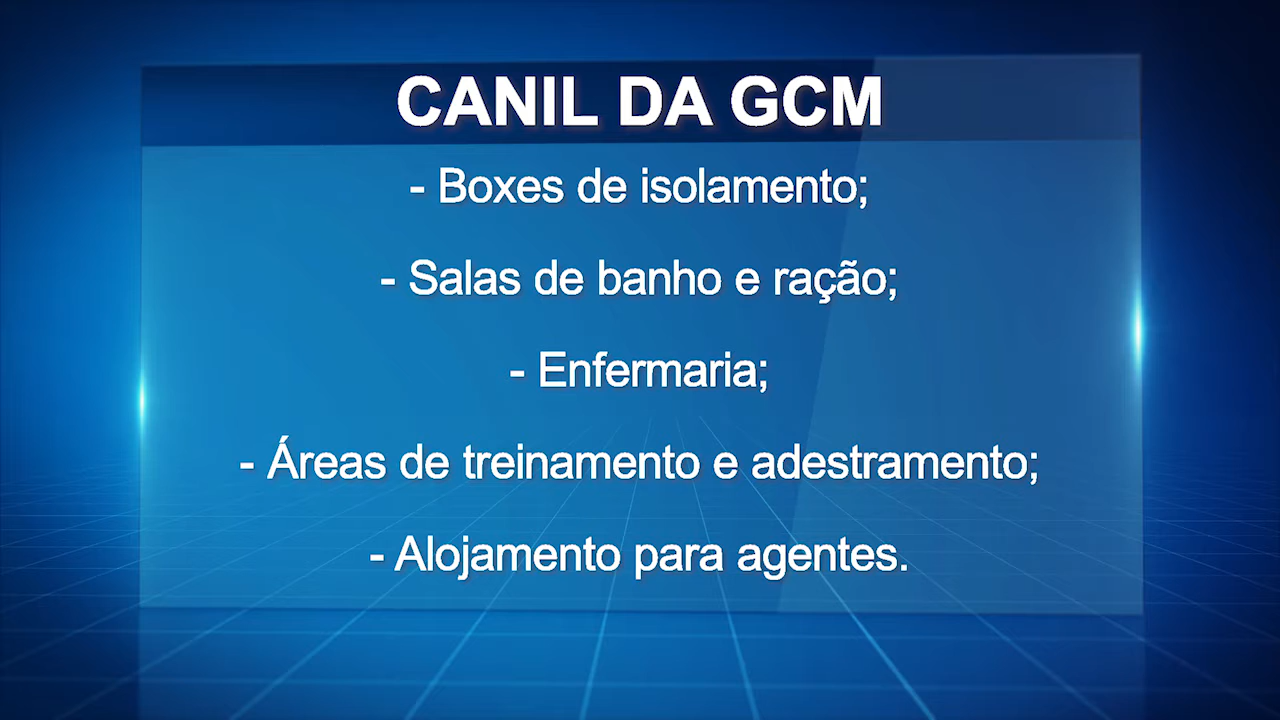 CANIL DA GCM
- Boxes de isolamento;
- Salas de banho e ração;
- Enfermaria;
- Áreas de treinamento e adestramento;
- Alojamento para agentes.